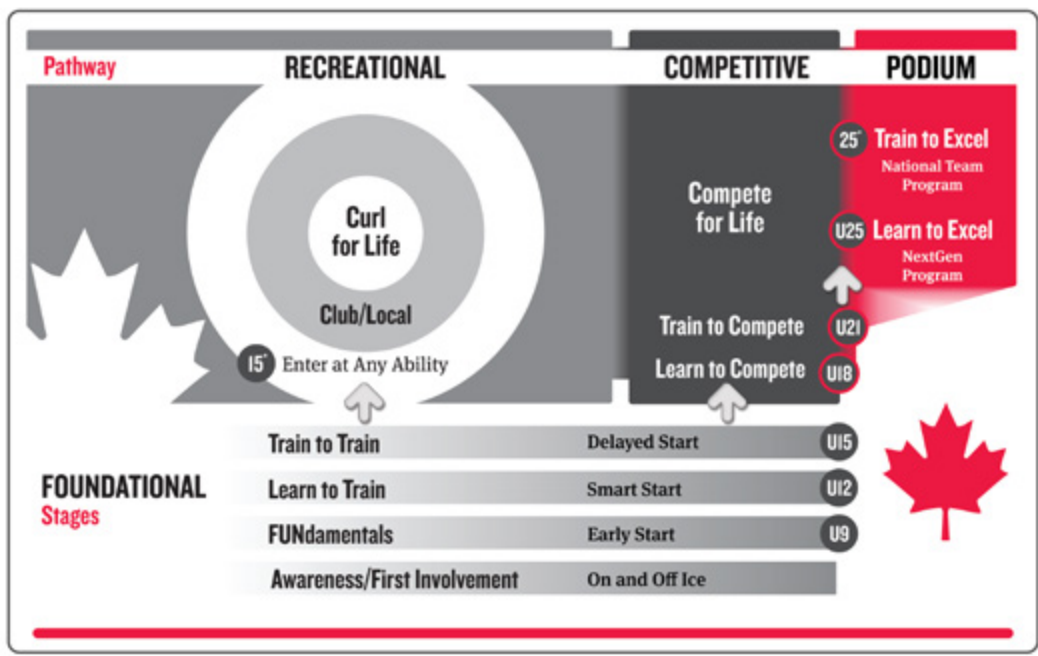 Pathway
RECREATIONAL
COMPETITIVE
PODIUM
Curl
for Life
Club/Local
15+ Enter at Any Ability
Compete
for Life
Train to Compete U21
Learn to Compete U18
25+ Train to Excel
National Team
Program
U25 Learn to Excel
NextGen
Program
FOUNDATIONAL
Stages
Train to Train Delayed Start U15
Learn to Train Smart Start U12
FUNdamentals Early Start U9
Awareness/First Involvement On and Off Ice